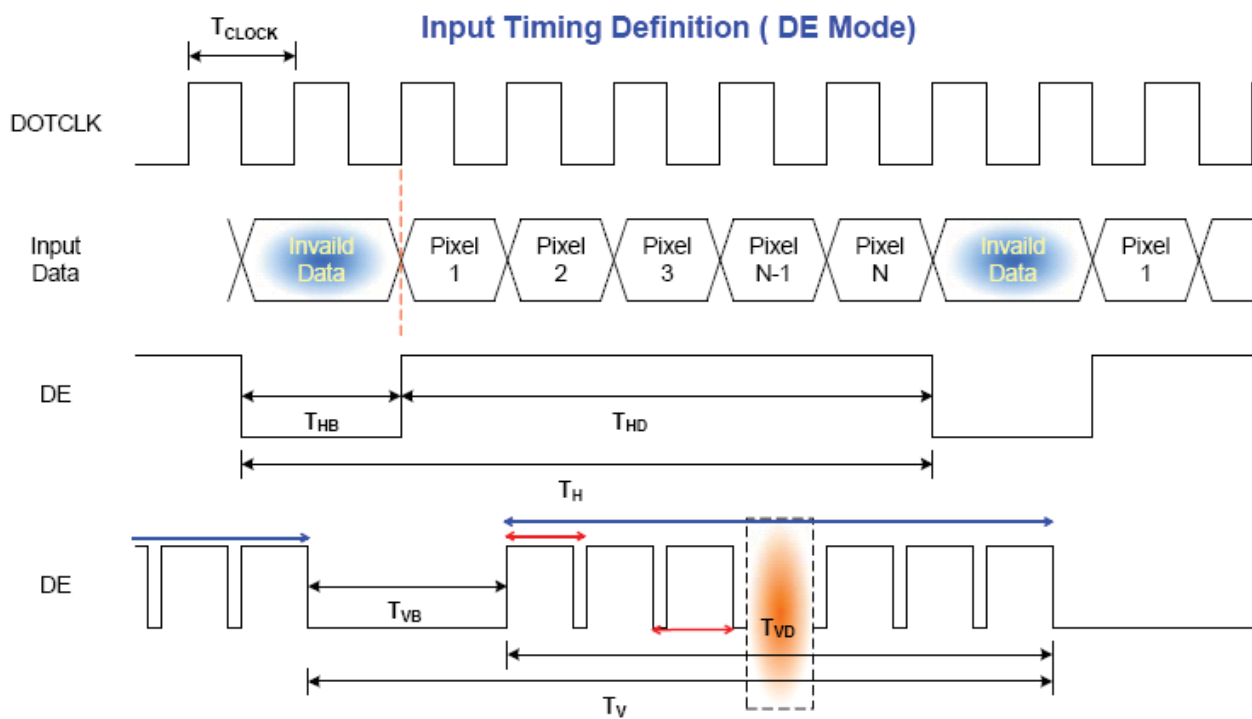 Input Timing Definition ( DE Mode)
TCLOCK
DOTCLK
Input
Data
Invaild
Data
Pixel
1
Pixel
2
Pixel
3
Pixel
N-1
Pixel
N
Invaild
Data
Pixel
1
DE
THB
THD
TH
DE
TVB
TVD
TV